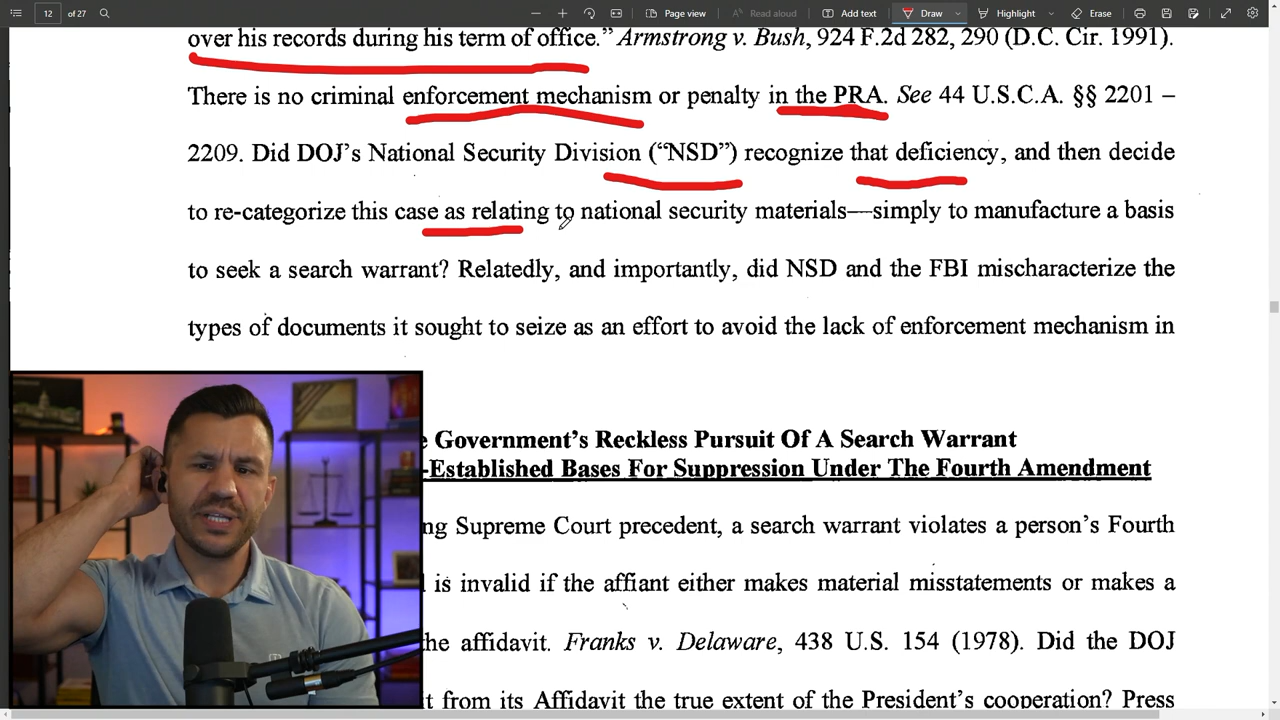 12 of 27 Page view Read aloud Add text Draw Highlight Erase
over his records during his term of office.” Armstrong v. Bush, 924 F.2d 282, 290 (D.C. Cir. 1991).
There is no criminal enforcement mechanism or penalty in the PRA. See 44 U.S.C.A. §§ 2201 –
2209. Did DOJ’s National Security Division (“NSD”) recognize that deficiency, and then decide
to re-categorize this case as relating to national security materials—simply to manufacture a basis
to seek a search warrant? Relatedly, and importantly, did NSD and the FBI mischaracterize the
types of documents it sought to seize as an effort to avoid the lack of enforcement mechanism in
Government’s Reckless Pursuit Of A Search Warrant
-Established Bases For Suppression Under The Fourth Amendment
Supreme Court precedent, a search warrant violates a person’s Fourth
is invalid if the affiant either makes material misstatements or makes a
the affidavit. Franks v. Delaware, 438 U.S. 154 (1978). Did the DOJ
from its Affidavit the true extent of the President’s cooperation? Press